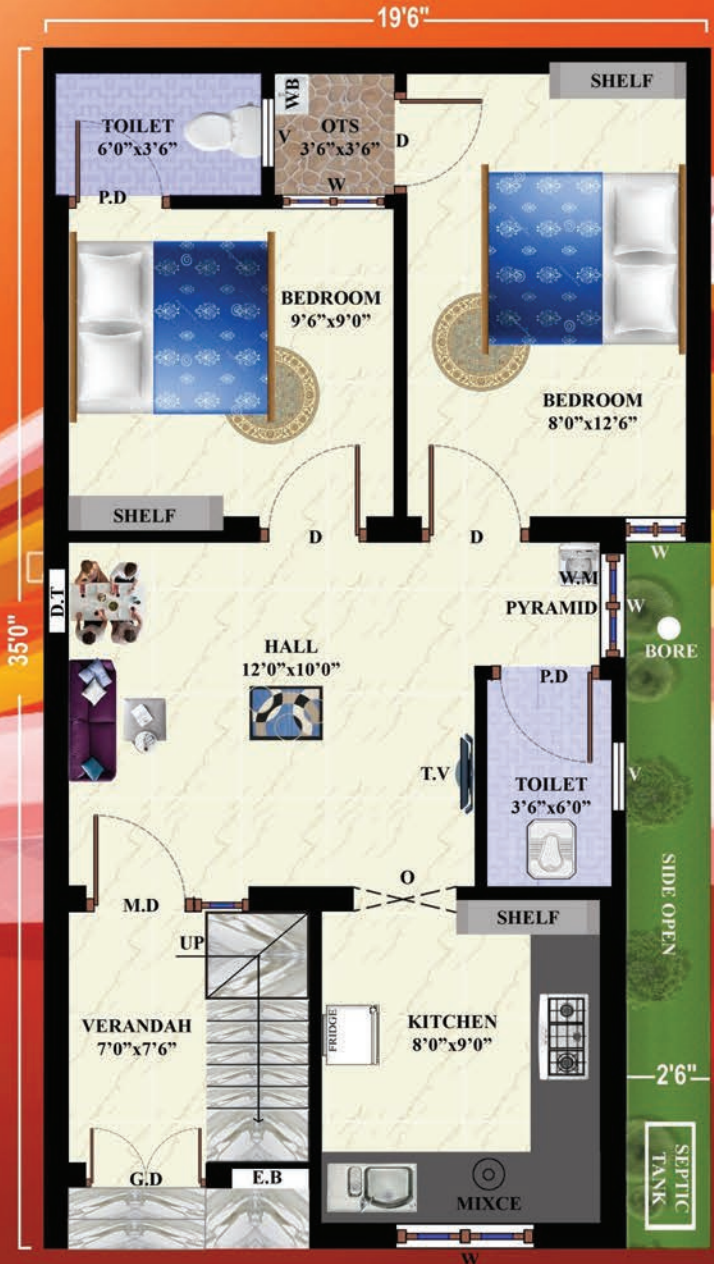 19'6"
SHELF
TOILET
6'0"x3'6"
P.D
V
WB
OTS
3'6"x3'6"
W
D
BEDROOM
9'6"x9'0"
BEDROOM
8'0"x12'6"
SHELF
D
D
W
35'0"
D.T
HALL
12'0"x10'0"
W.M
PYRAMID
W
BORE
P.D
T.V
TOILET
3'6"x6'0"
V
SIDE OPEN
M.D
O
SHELF
UP
VERANDAH
7'0"x7'6"
FRIDGE
KITCHEN
8'0"x9'0"
2'6"
G.D
E.B
MIXCE
SEPTIC
TANK
W